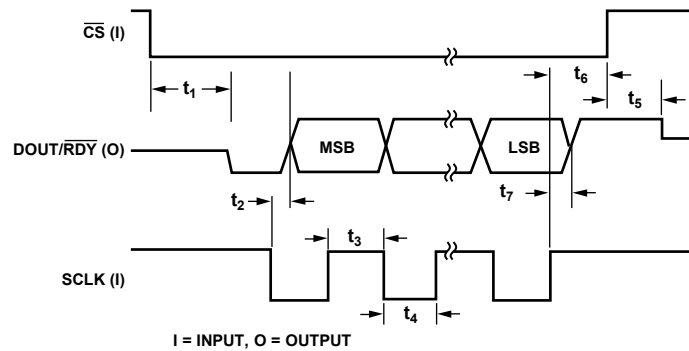 CS (I)
t1
t6
t5
DOUT/RDY (O)
MSB
LSB
t2
t7
t3
SCLK (I)
t4
I = INPUT, O = OUTPUT